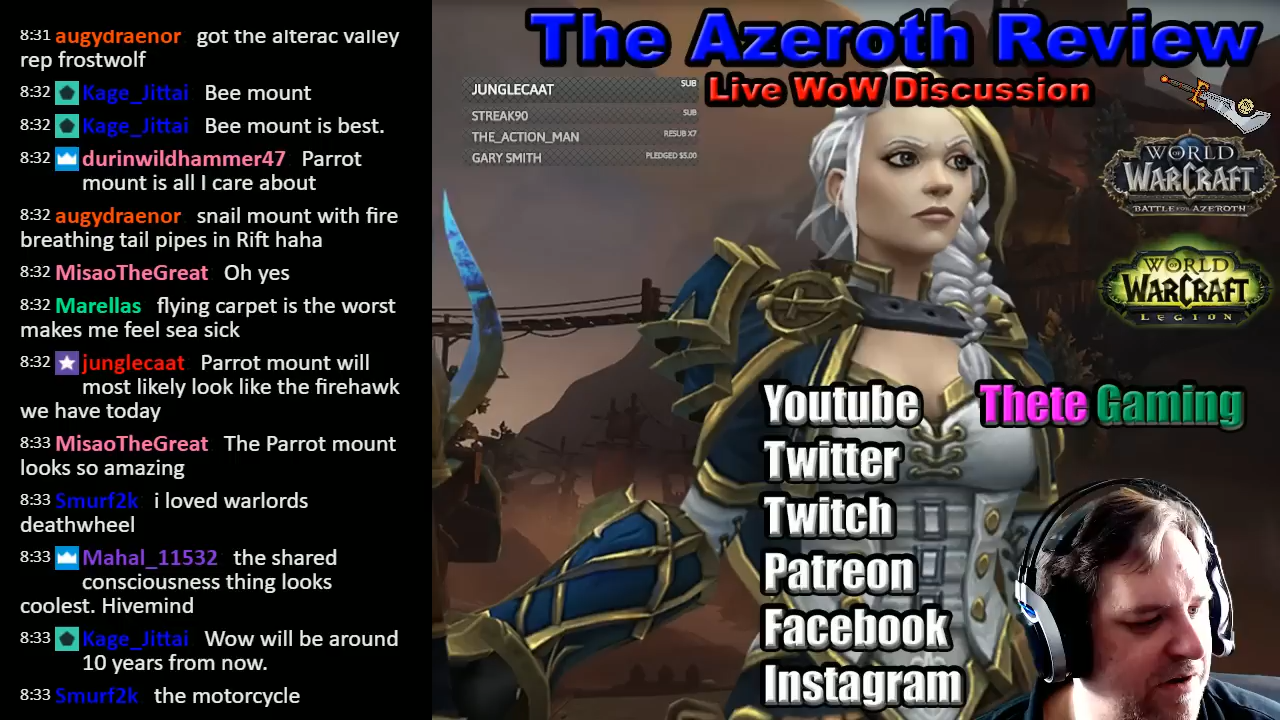 8:31 augydraenor got the alterac valley
rep frostwolf
8:32 Kage_Jittai Bee mount
8:32 Kage_Jittai Bee mount is best.
8:32 durinwildhammer47 Parrot
mount is all I care about
8:32 augydraenor snail mount with fire
breathing tail pipes in Rift haha
8:32 MisaoTheGreat Oh yes
8:32 Marellas flying carpet is the worst
makes me feel sea sick
8:32 junglecaat Parrot mount will
most likely look like the firehawk
we have today
8:33 MisaoTheGreat The Parrot mount
looks so amazing
8:33 Smurf2k i loved warlords
deathwheel
8:33 Mahal_11532 the shared
consciousness thing looks
coolest. Hivemind
8:33 Kage_Jittai Wow will be around
10 years from now.
8:33 Smurf2k the motorcycle
The Azeroth Review
Live WoW Discussion
JUNGLECAAT SUB
STREAK90 SUB
THE_ACTION_MAN RESUB X7
GARY SMITH PLEDGED $5.00
WORLD
OF
WARCRAFT
BATTLE FOR AZEROTH
WORLD
OF
WARCRAFT
LEGION
Youtube Thete Gaming
Twitter
Twitch
Patreon
Facebook
Instagram